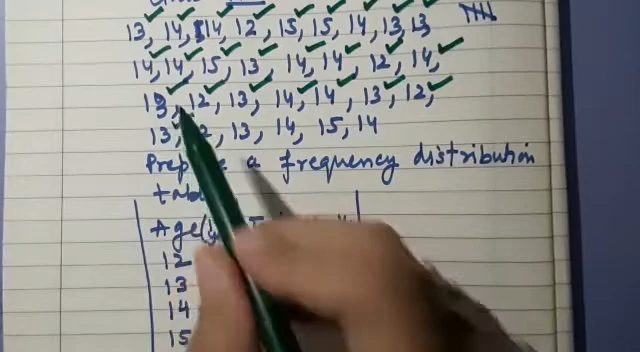 13, 14, 14, 12, 15, 15, 14, 13, 13,
14, 14, 15, 13, 14, 14, 12, 14,
13, 12, 13, 14, 14, 13, 12,
13, 13, 14, 15, 14
a frequency distribution
Age
12
13
14
15